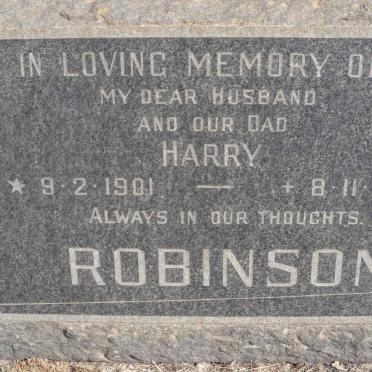 IN LOVING MEMORY O
MY DEAR HUSBAND
AND OUR DAD
HARRY
★ 9·2·1901 — + 8·11·
ALWAYS IN OUR THOUGHTS.
ROBINSON